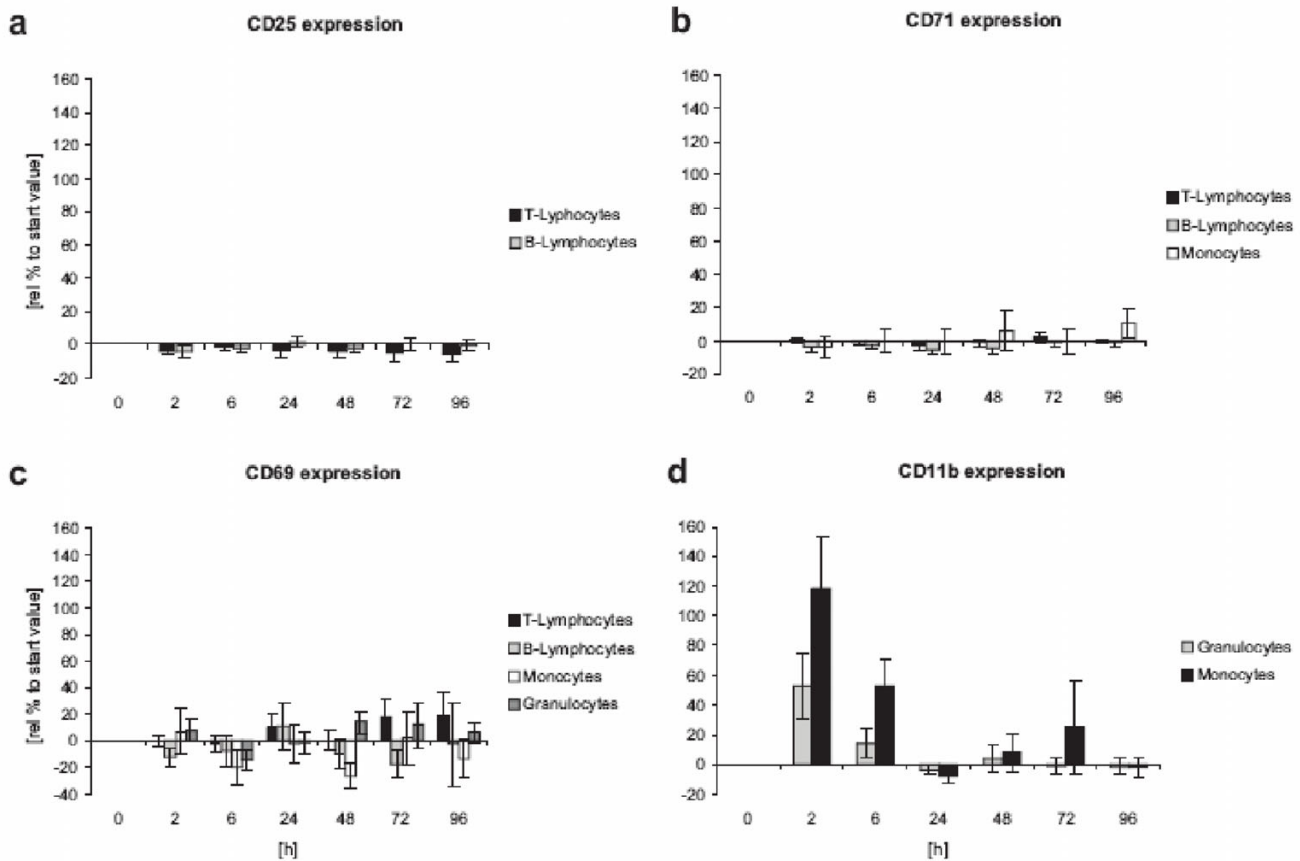 a
CD25 expression
[rel % to start value]
160
140
120
100
80
60
40
20
0
-20
0 2 6 24 48 72 96
T-Lyphocytes
B-Lymphocytes
b
CD71 expression
160
140
120
100
80
60
40
20
0
-20
0 2 6 24 48 72 96
T-Lymphocytes
B-Lymphocytes
Monocytes
c
CD69 expression
[rel % to start value]
160
140
120
100
80
60
40
20
0
-20
-40
0 2 6 24 48 72 96
[h]
T-Lymphocytes
B-Lymphocytes
Monocytes
Granulocytes
d
CD11b expression
160
140
120
100
80
60
40
20
0
-20
0 2 6 24 48 72 96
[h]
Granulocytes
Monocytes